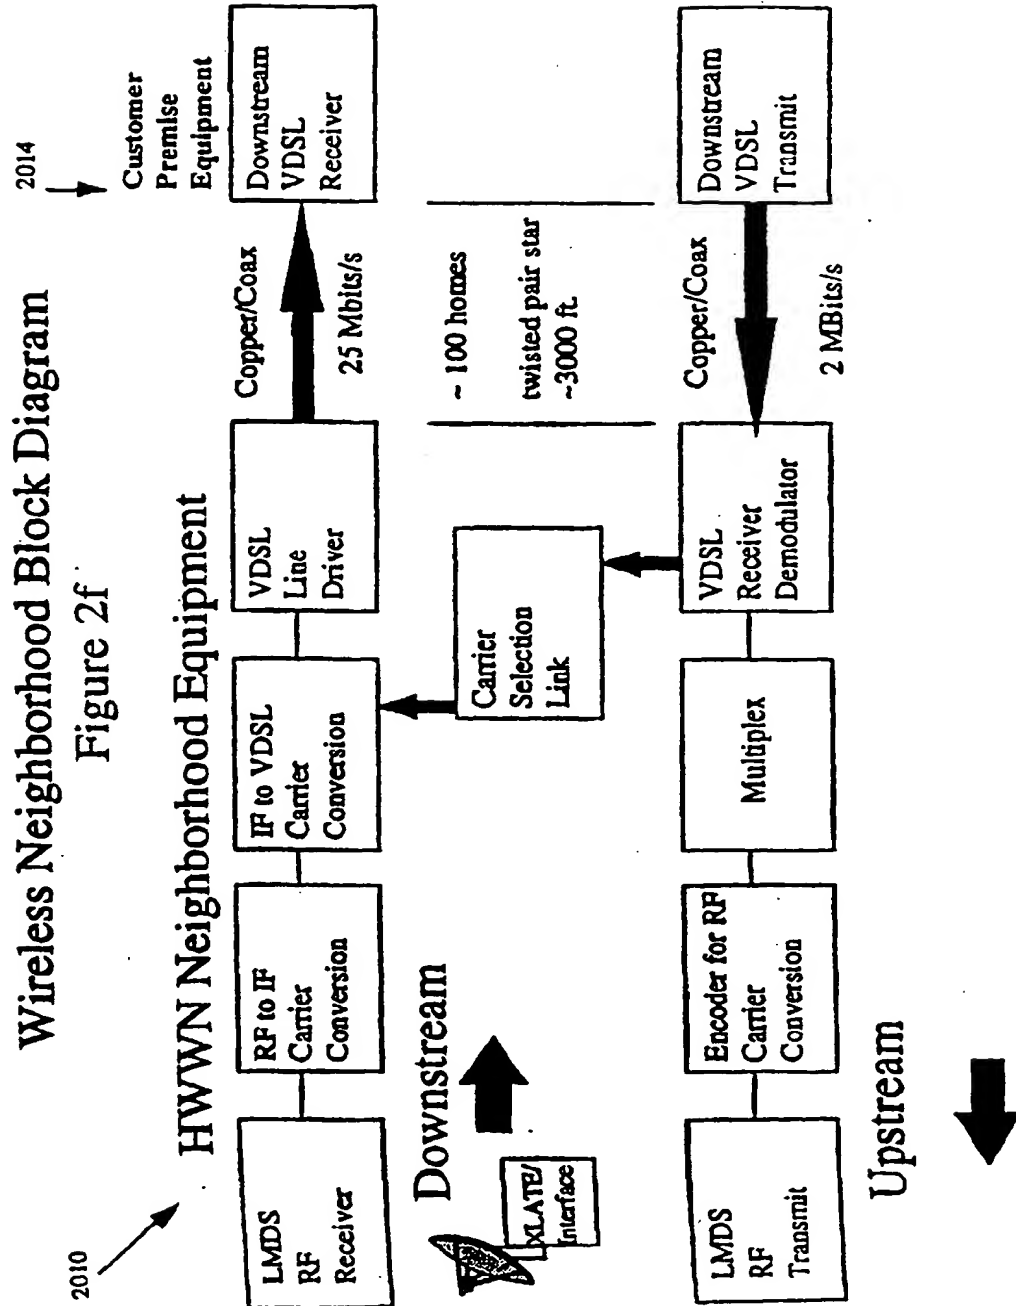 Wireless Neighborhood Block Diagram
Figure 2f
2010
HWWN Neighborhood Equipment
2014
Customer
Premise
Equipment
LMDS
RF
Receiver
RF to IF
Carrier
Conversion
IF to VDSL
Carrier
Conversion
VDSL
Line
Driver
Copper/Coax
25 Mbits/s
Downstream
VDSL
Receiver
Downstream
XLATE/
Interface
Carrier
Selection
Link
~ 100 homes
twisted pair star
~3000 ft.
LMDS
RF
Transmit
Encoder for RF
Carrier
Conversion
Multiplex
VDSL
Receiver
Demodulator
Copper/Coax
2 MBits/s
Downstream
VDSL
Transmit
Upstream